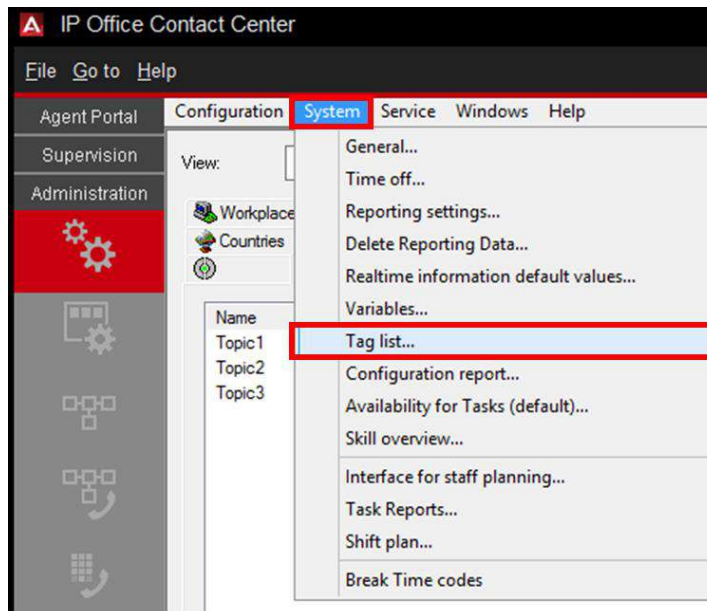 IP Office Contact Center
File Go to Help
Agent Portal
Supervision
Administration
Configuration System Service Windows Help
View:
Workplace
Countries
Name
Topic1
Topic2
Topic3
General...
Time off...
Reporting settings...
Delete Reporting Data...
Realtime information default values...
Variables...
Tag list...
Configuration report...
Availability for Tasks (default)...
Skill overview...
Interface for staff planning...
Task Reports...
Shift plan...
Break Time codes